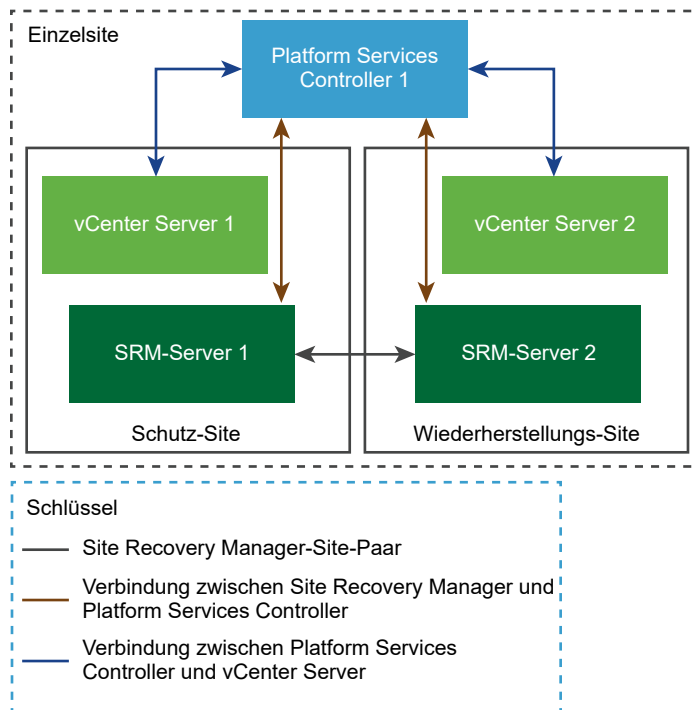 Einzelsite
Platform Services
Controller 1
vCenter Server 1
vCenter Server 2
SRM-Server 1
SRM-Server 2
Schutz-Site
Wiederherstellungs-Site
Schlüssel
Site Recovery Manager-Site-Paar
Verbindung zwischen Site Recovery Manager und
Platform Services Controller
Verbindung zwischen Platform Services
Controller und vCenter Server